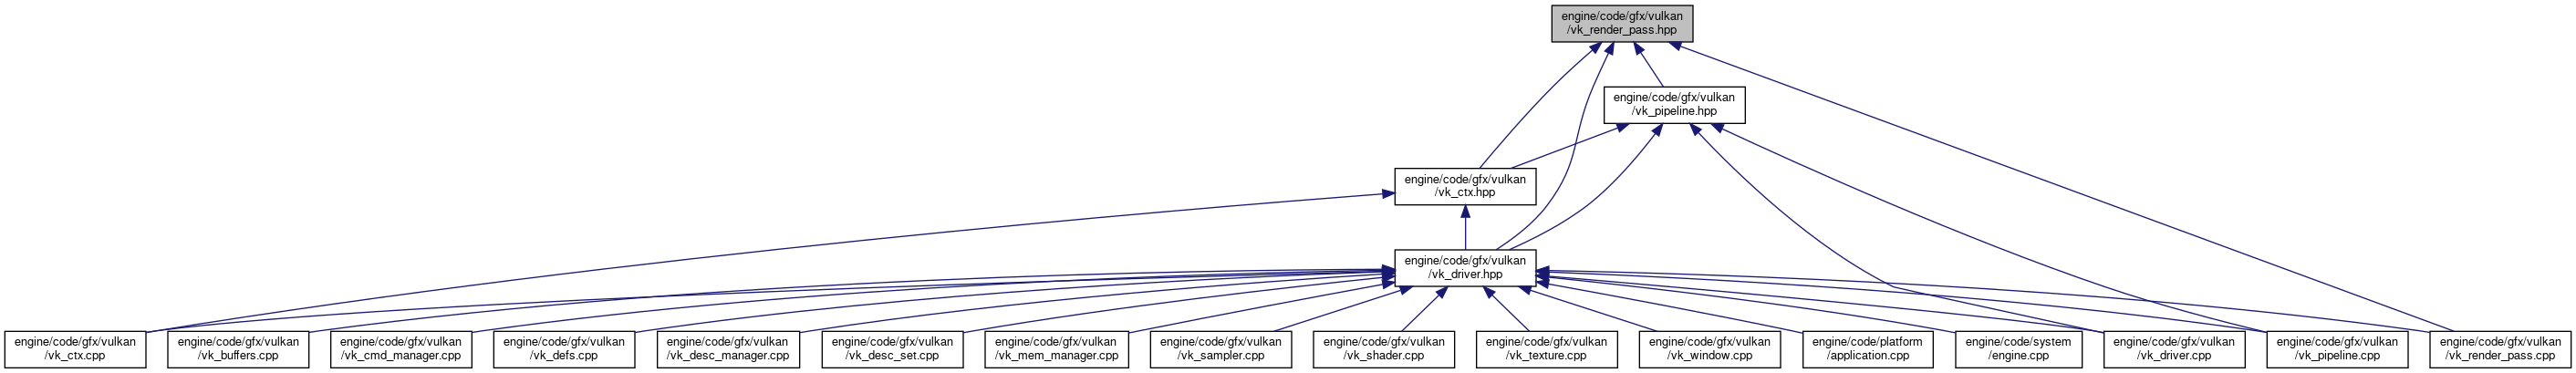 engine/code/gfx/vulkan
/vk_render_pass.hpp
engine/code/gfx/vulkan
/vk_pipeline.hpp
engine/code/gfx/vulkan
/vk_ctx.hpp
engine/code/gfx/vulkan
/vk_driver.hpp
engine/code/gfx/vulkan
/vk_ctx.cpp
engine/code/gfx/vulkan
/vk_buffers.cpp
engine/code/gfx/vulkan
/vk_cmd_manager.cpp
engine/code/gfx/vulkan
/vk_defs.cpp
engine/code/gfx/vulkan
/vk_desc_manager.cpp
engine/code/gfx/vulkan
/vk_desc_set.cpp
engine/code/gfx/vulkan
/vk_mem_manager.cpp
engine/code/gfx/vulkan
/vk_sampler.cpp
engine/code/gfx/vulkan
/vk_shader.cpp
engine/code/gfx/vulkan
/vk_texture.cpp
engine/code/gfx/vulkan
/vk_window.cpp
engine/code/platform
/application.cpp
engine/code/system
/engine.cpp
engine/code/gfx/vulkan
/vk_driver.cpp
engine/code/gfx/vulkan
/vk_pipeline.cpp
engine/code/gfx/vulkan
/vk_render_pass.cpp